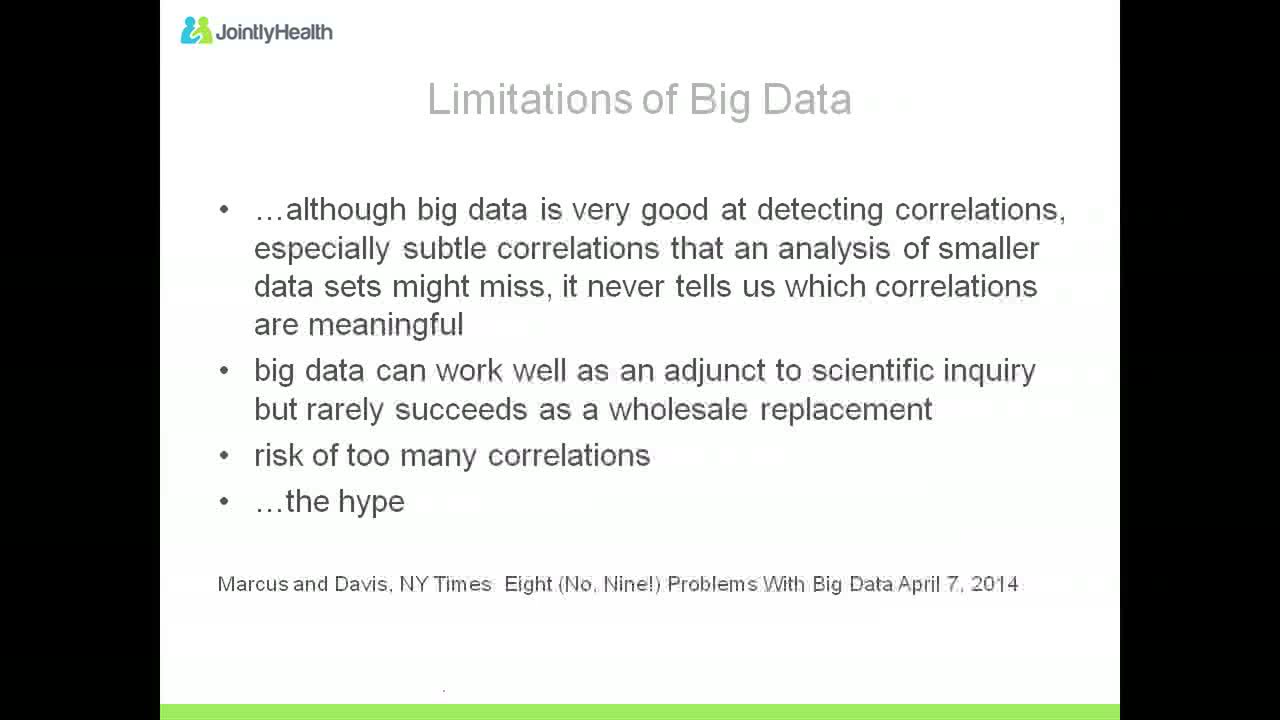 JointlyHealth
Limitations of Big Data
• …although big data is very good at detecting correlations,
especially subtle correlations that an analysis of smaller
data sets might miss, it never tells us which correlations
are meaningful
• big data can work well as an adjunct to scientific inquiry
but rarely succeeds as a wholesale replacement
• risk of too many correlations
• …the hype
Marcus and Davis, NY Times Eight (No, Nine!) Problems With Big Data April 7, 2014